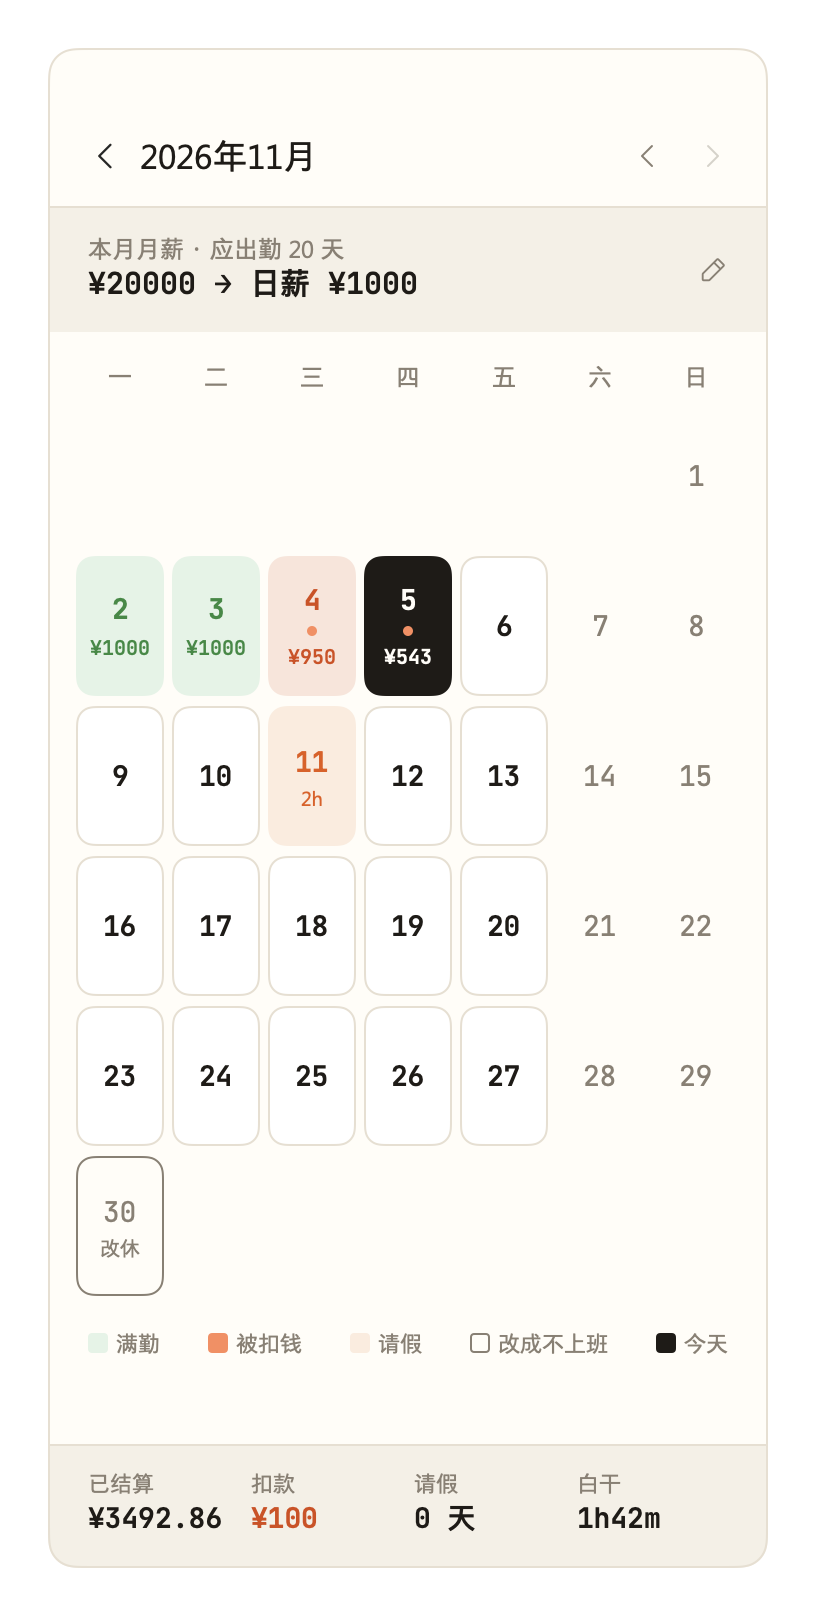 2026年11月
本月月薪 · 应出勤 20 天
¥20000 → 日薪 ¥1000
一 二 三 四 五 六 日
1
2 3 4 5 6 7 8
¥1000 ¥1000 ¥950 ¥543
9 10 11 12 13 14 15
2h
16 17 18 19 20 21 22
23 24 25 26 27 28 29
30
改休
满勤 被扣钱 请假 改成不上班 今天
已结算 扣款 请假 白干
¥3492.86 ¥100 0 天 1h42m